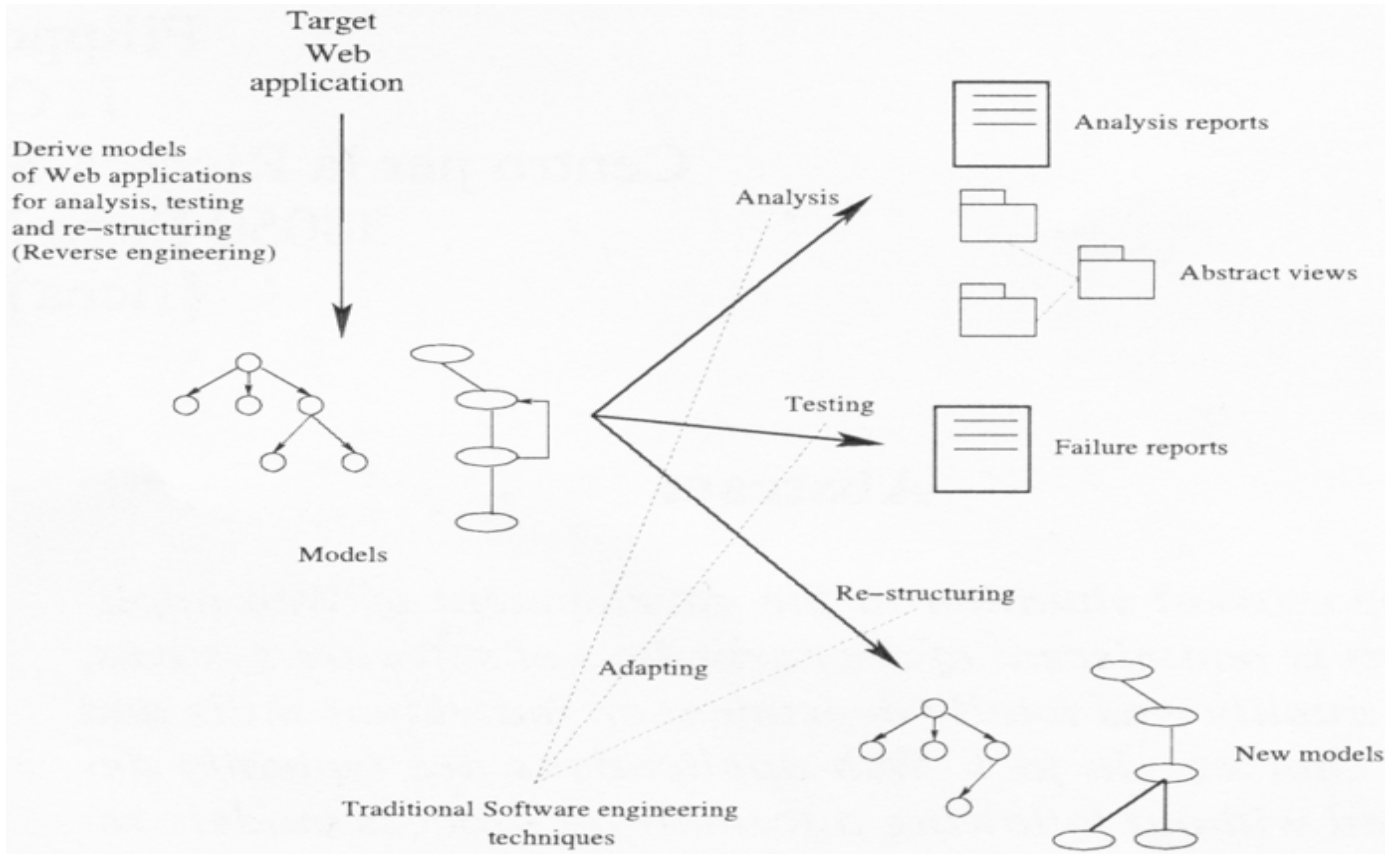 Target
Web
application
Derive models
of Web applications
for analysis, testing
and re-structuring
(Reverse engineering)
Models
Analysis
Analysis reports
Abstract views
Testing
Failure reports
Re-structuring
Adapting
New models
Traditional Software engineering
techniques